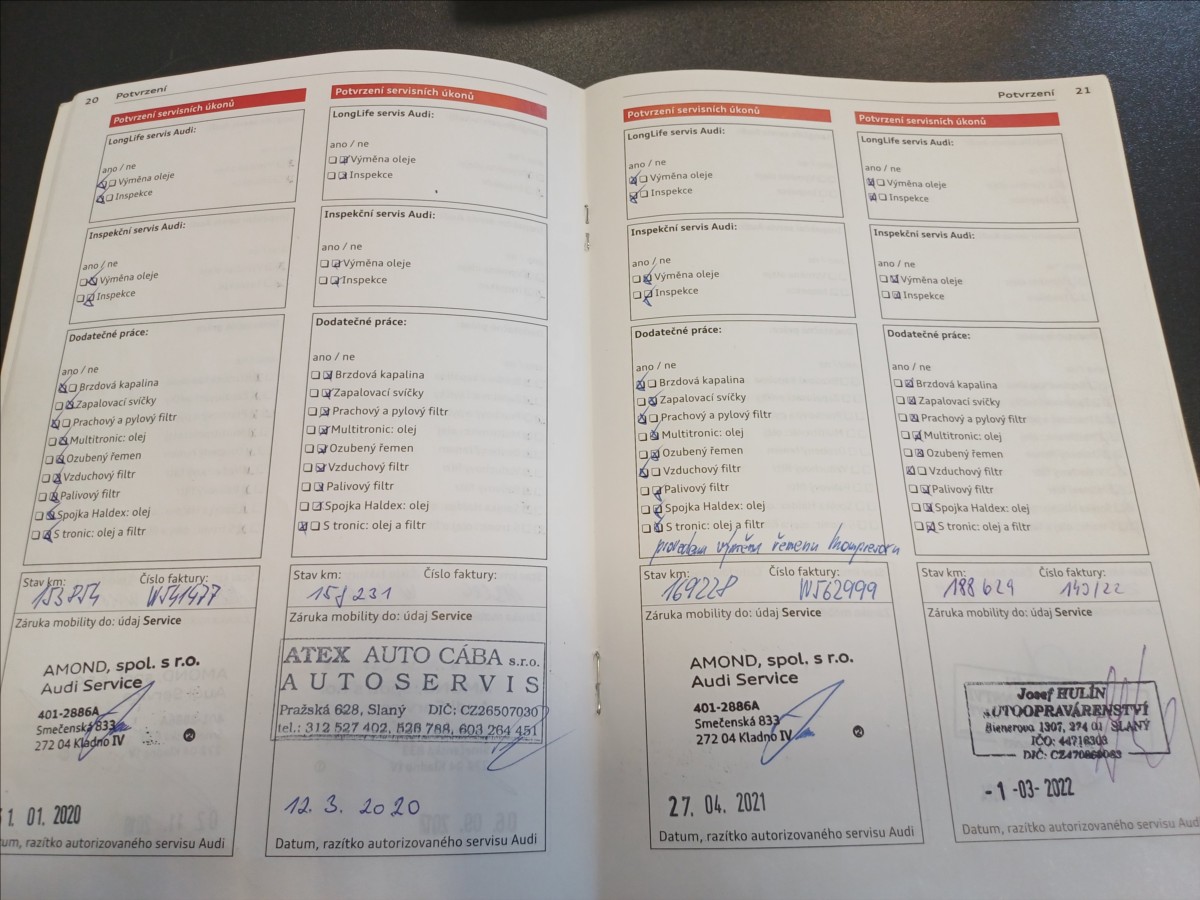 20 Potvrzení
Potvrzení servisních úkonů
LongLife servis Audi:
ano / ne
Výměna oleje
Inspekce
Inspekční servis Audi:
ano / ne
Výměna oleje
Inspekce
Dodatečné práce:
ano / ne
Brzdová kapalina
Zapalovací svíčky
Prachový a pylový filtr
Multitronic: olej
Ozubený řemen
Vzduchový filtr
Palivový filtr
Spojka Haldex: olej
S tronic: olej a filtr
Stav km: Číslo faktury:
153 854 W541477
Záruka mobility do: údaj Service
AMOND, spol. s r.o.
Audi Service
401-2886A
Smečenská 833
272 04 Kladno IV
1. 01. 2020
tum, razítko autorizovaného servisu Audi
Potvrzení servisních úkonů
LongLife servis Audi:
ano / ne
Výměna oleje
Inspekce
Inspekční servis Audi:
ano / ne
Výměna oleje
Inspekce
Dodatečné práce:
ano / ne
Brzdová kapalina
Zapalovací svíčky
Prachový a pylový filtr
Multitronic: olej
Ozubený řemen
Vzduchový filtr
Palivový filtr
Spojka Haldex: olej
S tronic: olej a filtr
Stav km: Číslo faktury:
231
Záruka mobility do: údaj Service
ATEX AUTO CÁBA s.r.o.
AUTOSERVIS
Pražská 628, Slaný DIČ: CZ26507030
tel.: 312 527 402, 526 788, 603 264 451
12. 3. 2020
Datum, razítko autorizovaného servisu Audi
Potvrzení 21
Potvrzení servisních úkonů
LongLife servis Audi:
ano / ne
Výměna oleje
Inspekce
Inspekční servis Audi:
ano / ne
Výměna oleje
Inspekce
Dodatečné práce:
ano / ne
Brzdová kapalina
Zapalovací svíčky
Prachový a pylový filtr
Multitronic: olej
Ozubený řemen
Vzduchový filtr
Palivový filtr
Spojka Haldex: olej
S tronic: olej a filtr
řemenu kompresoru
Stav km: Číslo faktury:
169228 W562999
Záruka mobility do: údaj Service
AMOND, spol. s r.o.
Audi Service
401-2886A
Smečenská 833
272 04 Kladno IV
27. 04. 2021
Datum, razítko autorizovaného servisu Audi
Potvrzení servisních úkonů
LongLife servis Audi:
ano / ne
Výměna oleje
Inspekce
Inspekční servis Audi:
ano / ne
Výměna oleje
Inspekce
Dodatečné práce:
ano / ne
Brzdová kapalina
Zapalovací svíčky
Prachový a pylový filtr
Multitronic: olej
Ozubený řemen
Vzduchový filtr
Palivový filtr
Spojka Haldex: olej
S tronic: olej a filtr
Stav km: Číslo faktury:
188 624 143/22
Záruka mobility do: údaj Service
Josef HULÍN
AUTOOPRAVÁRENSTVÍ
Bienerova 1307, 274 01 SLANÝ
IČO:
DIČ:
-1 -03- 2022
Datum, razítko autorizovaného servisu Audi